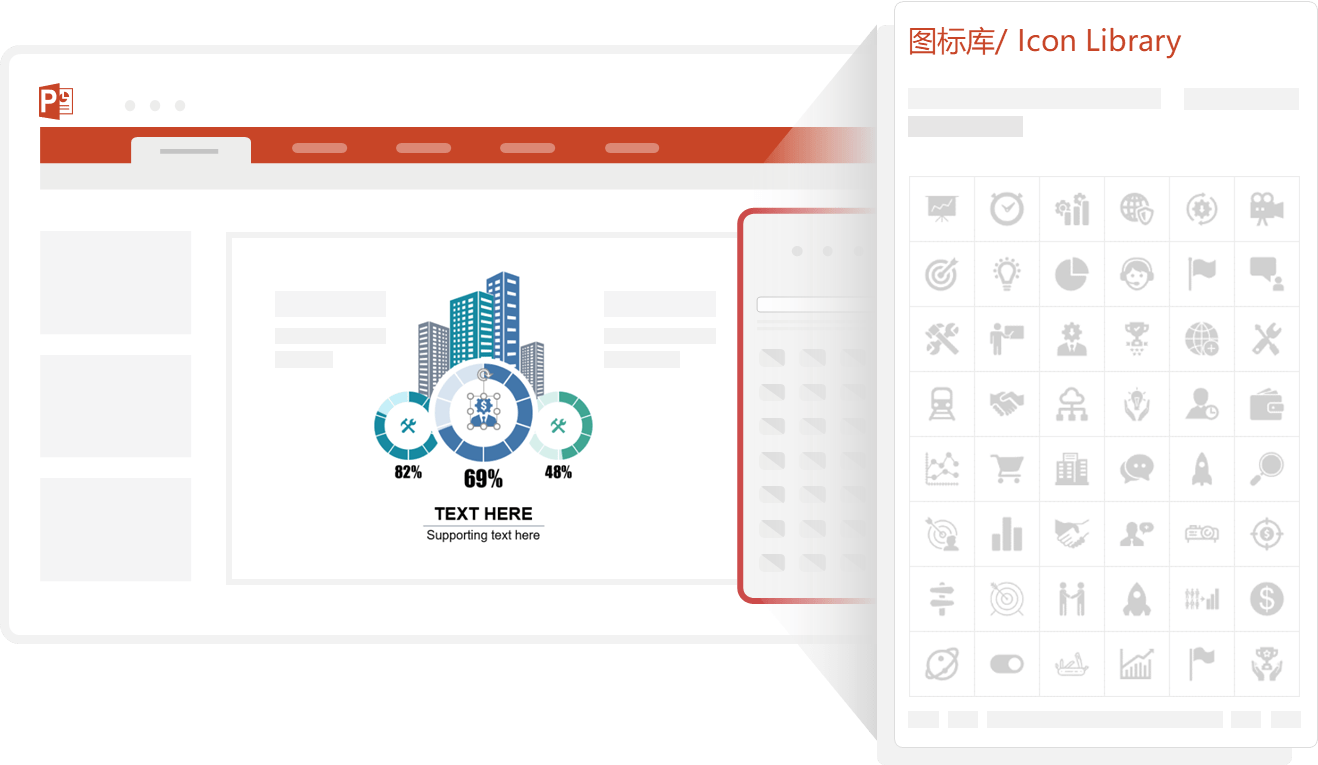 图标库/ Icon Library
P
82%
69%
48%
TEXT HERE
Supporting text here